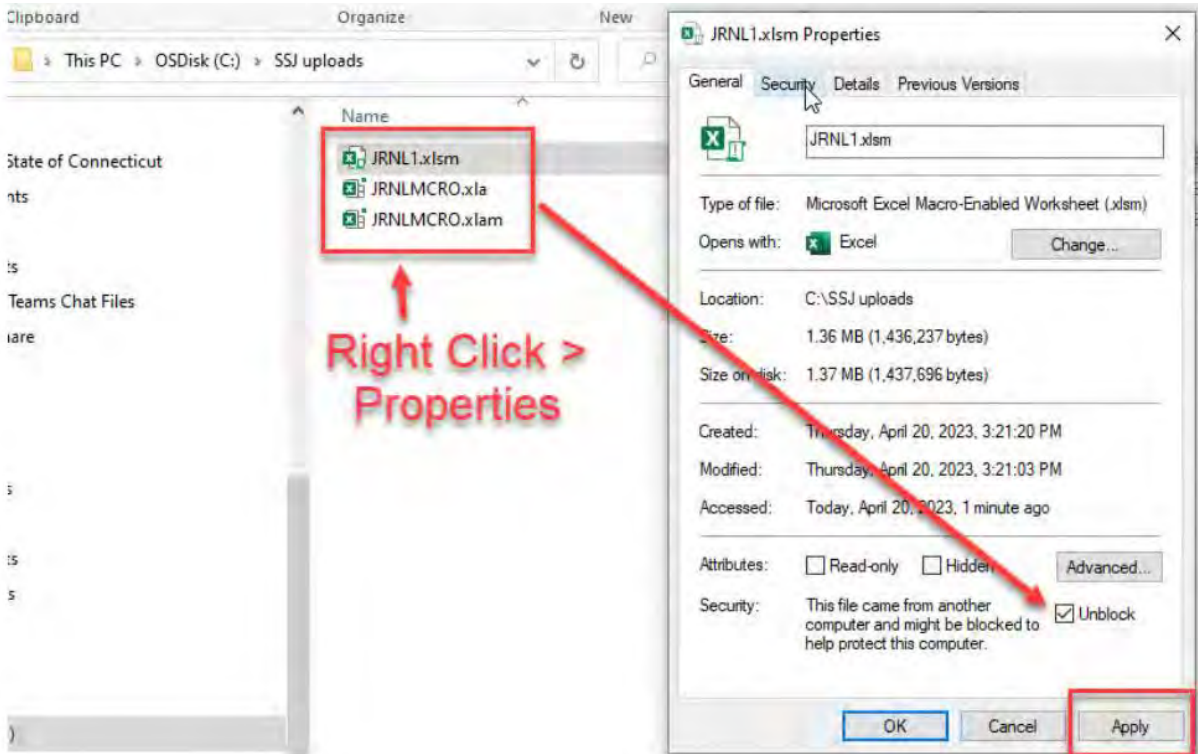 Clipboard Organize New
This PC > OSDisk (C:) > SSJ uploads
State of Connecticut
nts
Teams Chat Files
Name
JRNL1.xlsm
JRNLMCRO.xla
JRNLMCRO.xlam
Right Click >
Properties
JRNL1.xlsm Properties
General Security Details Previous Versions
JRNL1.xlsm
Type of file: Microsoft Excel Macro-Enabled Worksheet (.xlsm)
Opens with: Excel Change...
Location: C:\SSJ uploads
Size: 1.36 MB (1,436,237 bytes)
Size on disk: 1.37 MB (1,437,696 bytes)
Created: Thursday, April 20, 2023, 3:21:20 PM
Modified: Thursday, April 20, 2023, 3:21:03 PM
Accessed: Today, April 20, 2023, 1 minute ago
Attributes: Read-only Hidden Advanced...
Security: This file came from another
computer and might be blocked to
help protect this computer.
Unblock
OK Cancel Apply